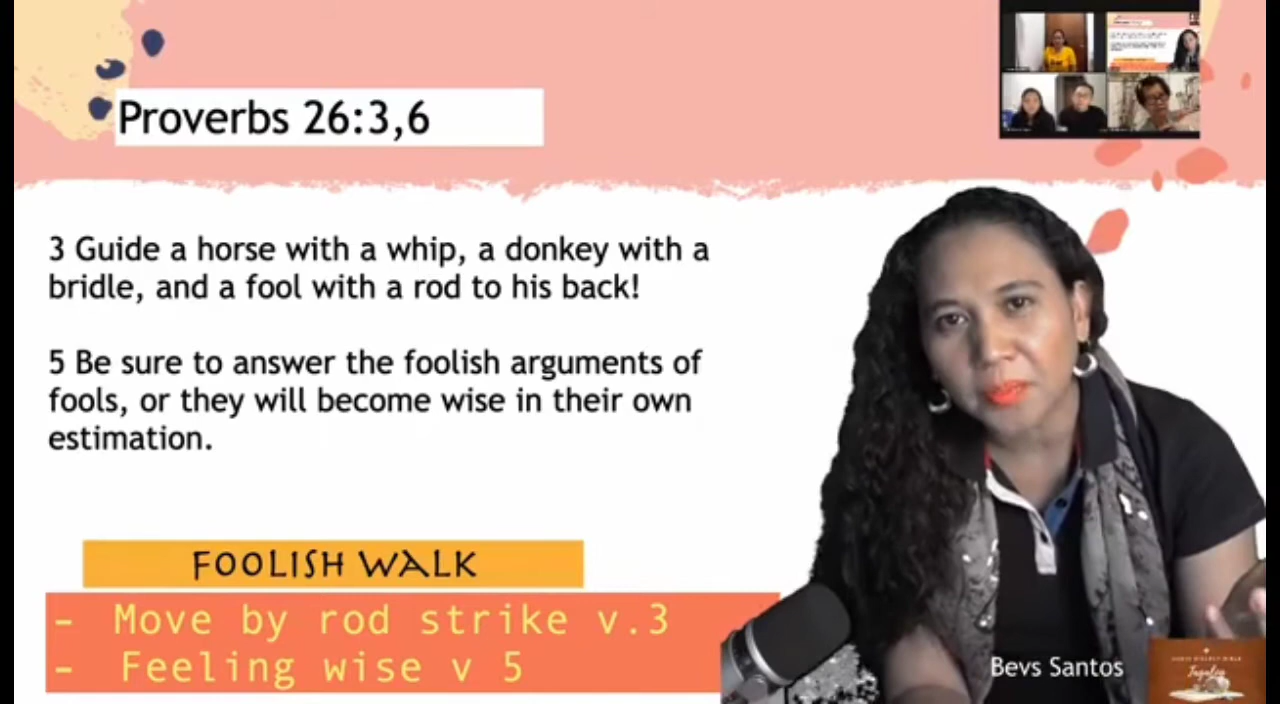 Proverbs 26:3,6
3 Guide a horse with a whip, a donkey with a
bridle, and a fool with a rod to his back!
5 Be sure to answer the foolish arguments of
fools, or they will become wise in their own
estimation.
FOOLISH WALK
- Move by rod strike v.3
- Feeling wise v 5
Bevs Santos